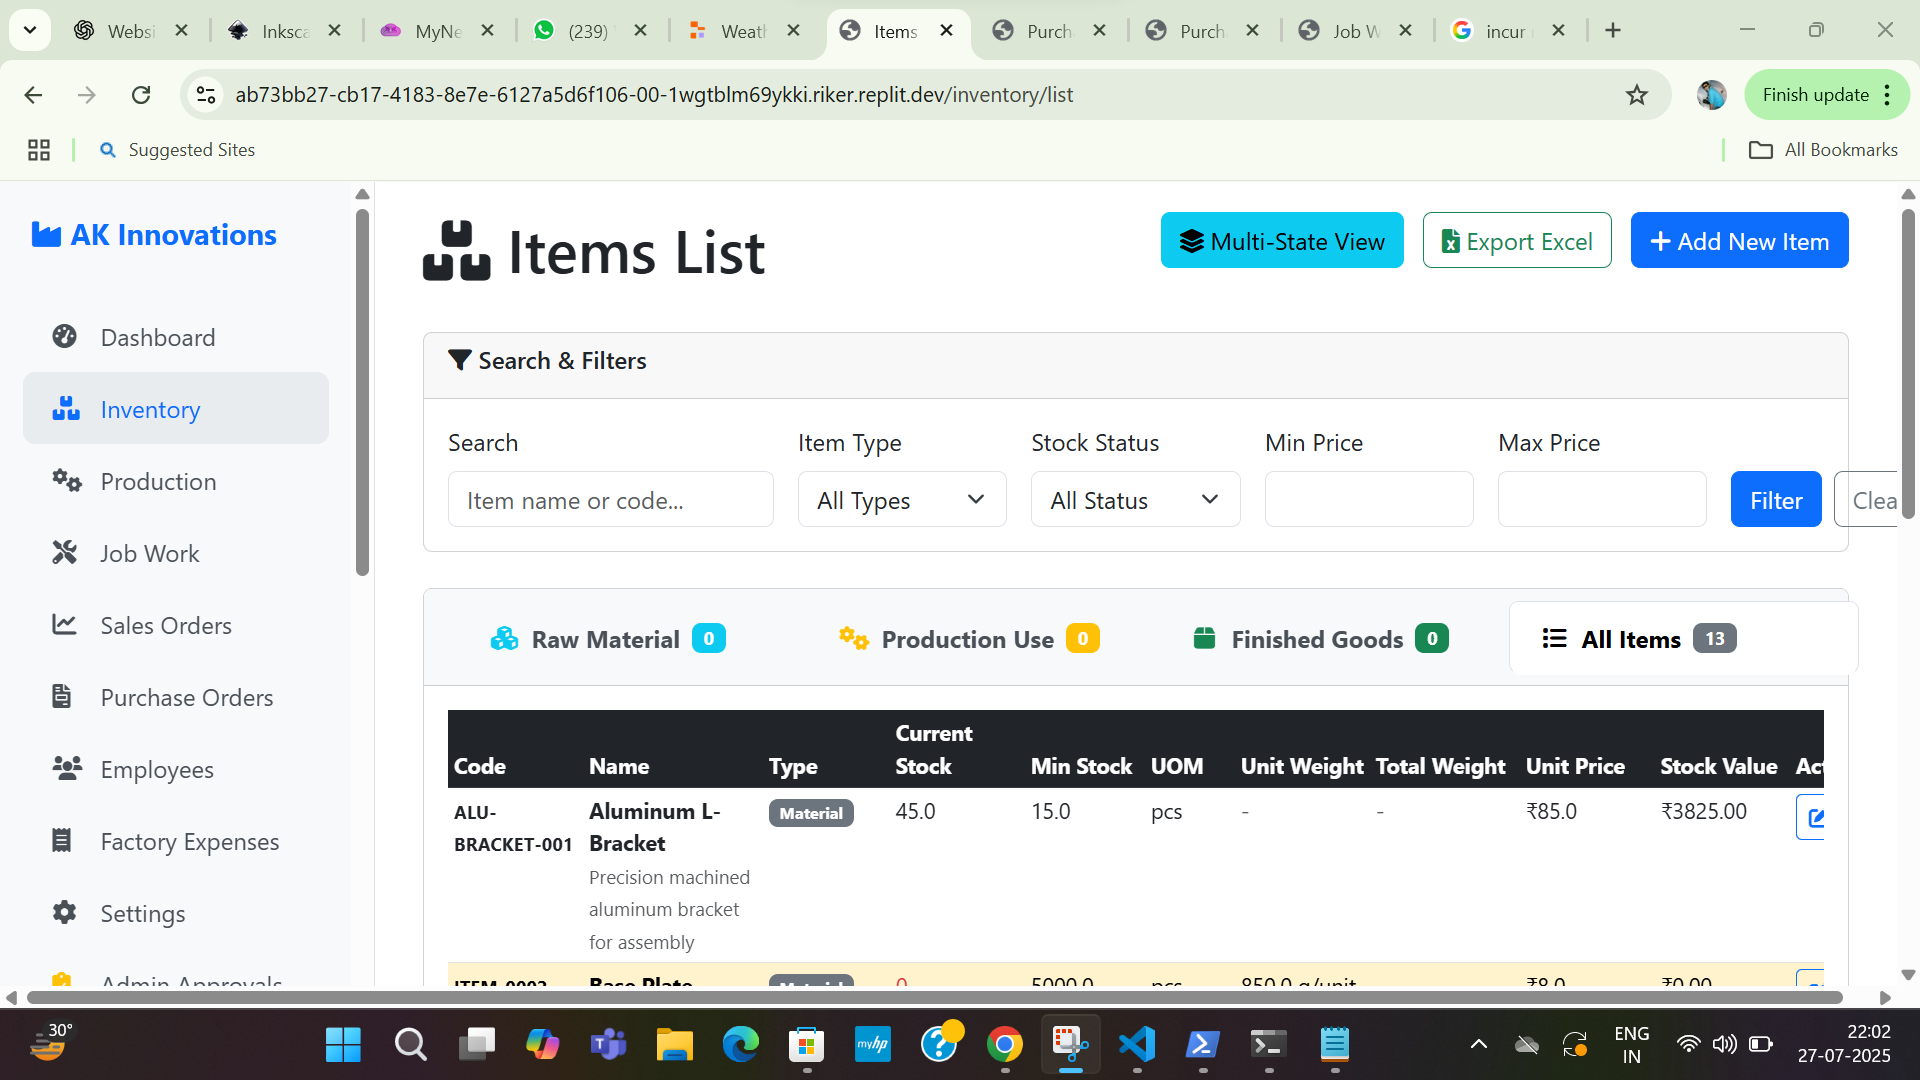 Websi
Inksca
MyNe
(239)
Weath
Items
Purch
Purch
Job W
incur
ab73bb27-cb17-4183-8e7e-6127a5d6f106-00-1wgtblm69ykki.riker.replit.dev/inventory/list
Finish update
Suggested Sites
All Bookmarks
AK Innovations
Dashboard
Inventory
Production
Job Work
Sales Orders
Purchase Orders
Employees
Factory Expenses
Settings
Admin Approvals
Items List
Multi-State View
Export Excel
Add New Item
Search & Filters
Search
Item Type
Stock Status
Min Price
Max Price
Item name or code...
All Types
All Status
Filter
Clea
Raw Material 0
Production Use 0
Finished Goods 0
All Items 13
Code
Name
Type
Current
Stock
Min Stock
UOM
Unit Weight
Total Weight
Unit Price
Stock Value
Act
ALU-
BRACKET-001
Aluminum L-
Bracket
Precision machined
aluminum bracket
for assembly
Material
45.0
15.0
pcs
-
-
₹85.0
₹3825.00
Base Plate
Material
0
5000.0
pcs
850.0 g/unit
₹8.0
₹0.00
30°
myhp
ENG
IN
22:02
27-07-2025